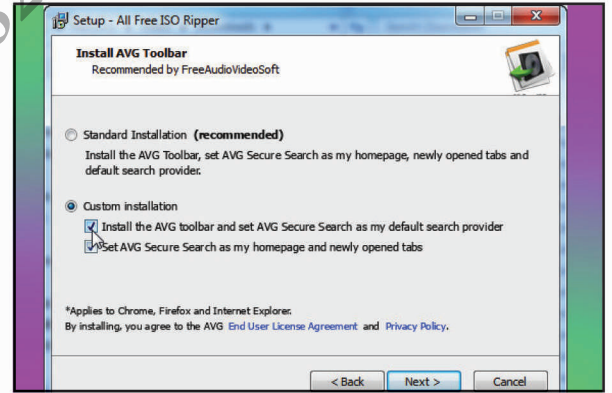 Setup - All Free ISO Ripper
Install AVG Toolbar
Recommended by FreeAudioVideoSoft
Standard Installation (recommended)
Install the AVG Toolbar, set AVG Secure Search as my homepage, newly opened tabs and
default search provider.
Custom installation
Install the AVG toolbar and set AVG Secure Search as my default search provider
Set AVG Secure Search as my homepage and newly opened tabs
*Applies to Chrome, Firefox and Internet Explorer.
By installing, you agree to the AVG End User License Agreement and Privacy Policy.
< Back Next > Cancel